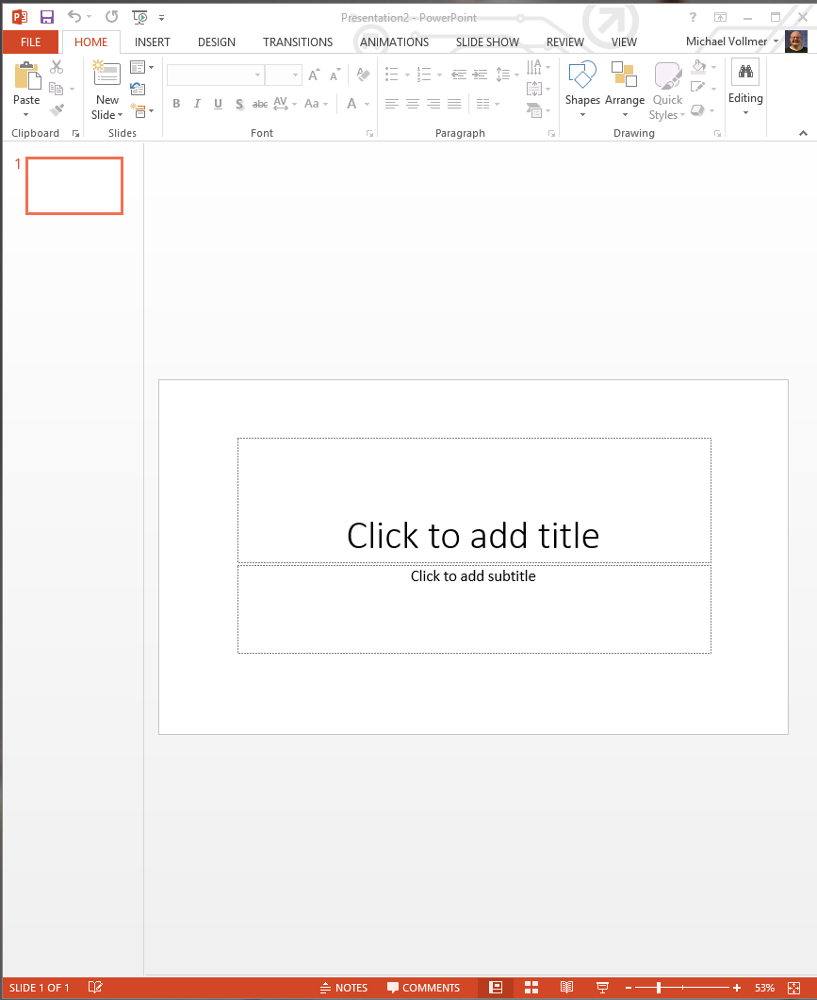 Presentation2 - PowerPoint
FILE HOME INSERT DESIGN TRANSITIONS ANIMATIONS SLIDE SHOW REVIEW VIEW Michael Vollmer
Paste New Slide Shapes Arrange Quick Styles Editing
B I U S abc AV Aa A
Clipboard Slides Font Paragraph Drawing
1
Click to add title
Click to add subtitle
SLIDE 1 OF 1 NOTES COMMENTS 53%